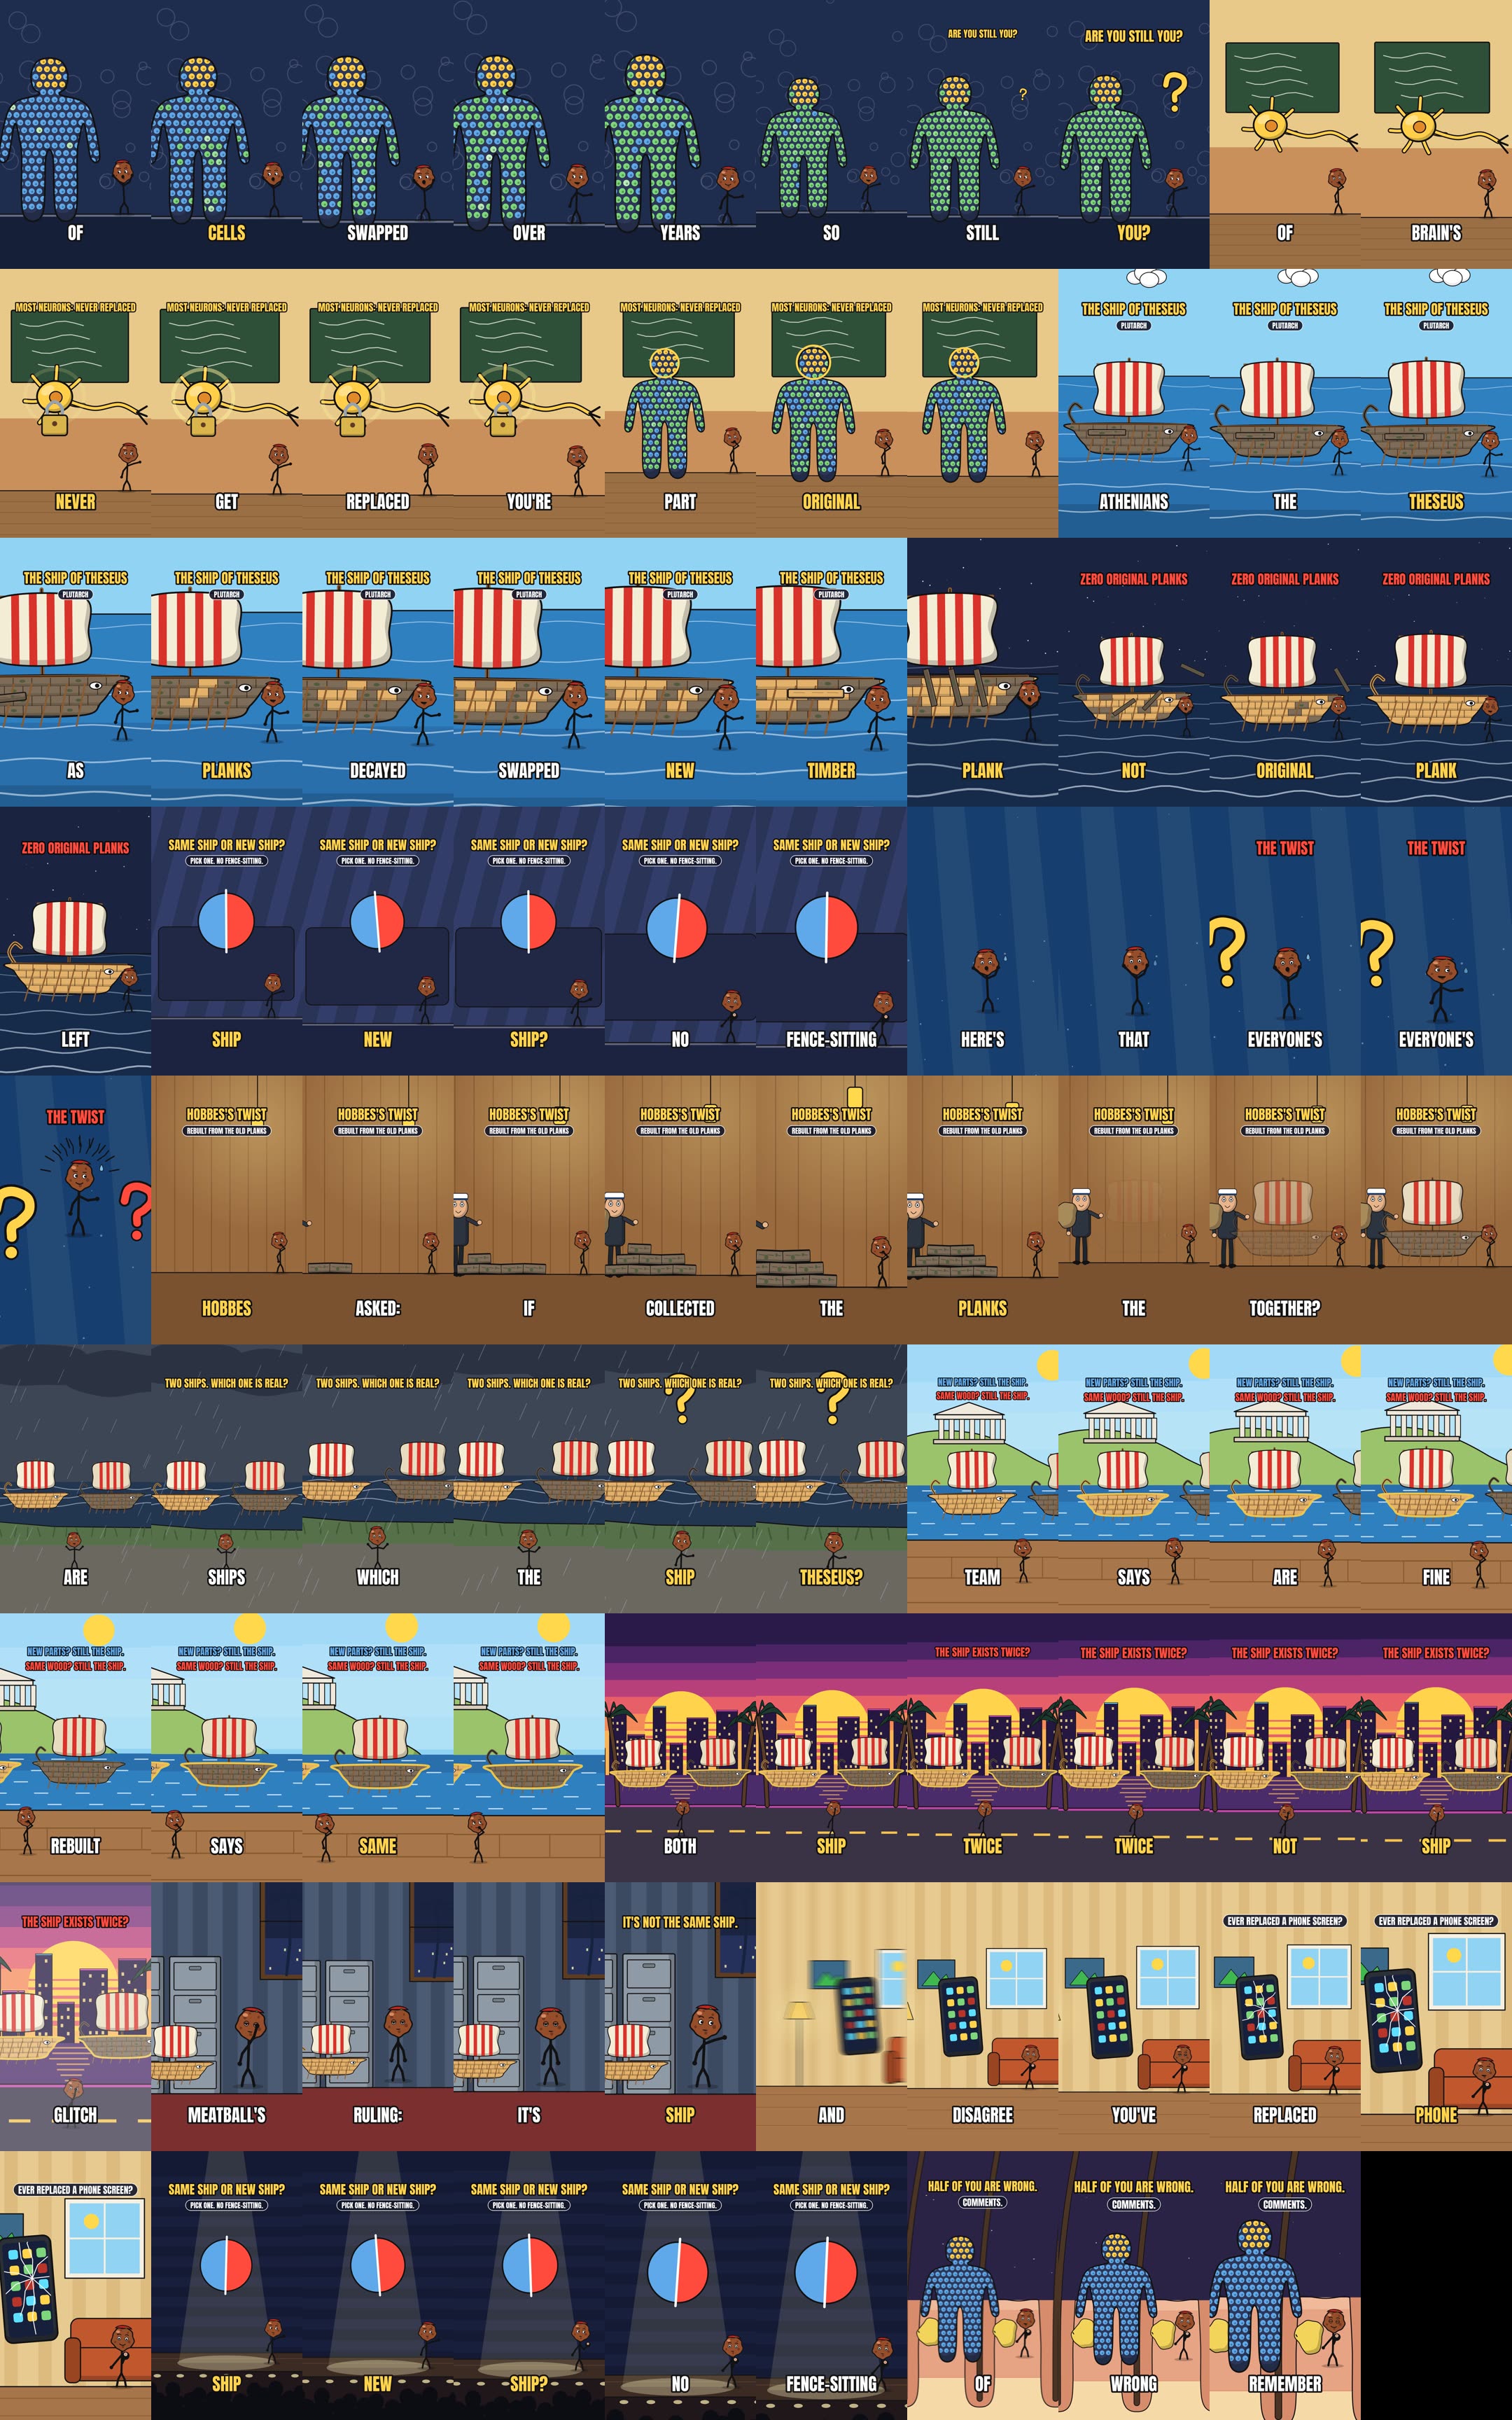 OF
CELLS
SWAPPED
OVER
YEARS
SO
ARE YOU STILL YOU?
?
STILL
ARE YOU STILL YOU?
?
YOU?
OF
BRAIN'S
MOST NEURONS: NEVER REPLACED
NEVER
MOST NEURONS: NEVER REPLACED
GET
MOST NEURONS: NEVER REPLACED
REPLACED
MOST NEURONS: NEVER REPLACED
YOU'RE
MOST NEURONS: NEVER REPLACED
PART
MOST NEURONS: NEVER REPLACED
ORIGINAL
MOST NEURONS: NEVER REPLACED
THE SHIP OF THESEUS
PLUTARCH
ATHENIANS
THE SHIP OF THESEUS
PLUTARCH
THE
THE SHIP OF THESEUS
PLUTARCH
THESEUS
THE SHIP OF THESEUS
PLUTARCH
AS
THE SHIP OF THESEUS
PLUTARCH
PLANKS
THE SHIP OF THESEUS
PLUTARCH
DECAYED
THE SHIP OF THESEUS
PLUTARCH
SWAPPED
THE SHIP OF THESEUS
PLUTARCH
NEW
THE SHIP OF THESEUS
PLUTARCH
TIMBER
PLANK
ZERO ORIGINAL PLANKS
NOT
ZERO ORIGINAL PLANKS
ORIGINAL
ZERO ORIGINAL PLANKS
PLANK
ZERO ORIGINAL PLANKS
LEFT
SAME SHIP OR NEW SHIP?
PICK ONE. NO FENCE-SITTING.
SHIP
SAME SHIP OR NEW SHIP?
PICK ONE. NO FENCE-SITTING.
NEW
SAME SHIP OR NEW SHIP?
PICK ONE. NO FENCE-SITTING.
SHIP?
SAME SHIP OR NEW SHIP?
PICK ONE. NO FENCE-SITTING.
NO
SAME SHIP OR NEW SHIP?
PICK ONE. NO FENCE-SITTING.
FENCE-SITTING
HERE'S
THAT
THE TWIST
?
EVERYONE'S
THE TWIST
?
EVERYONE'S
THE TWIST
? ?
HOBBES'S TWIST
REBUILT FROM THE OLD PLANKS
HOBBES
HOBBES'S TWIST
REBUILT FROM THE OLD PLANKS
ASKED:
HOBBES'S TWIST
REBUILT FROM THE OLD PLANKS
IF
HOBBES'S TWIST
REBUILT FROM THE OLD PLANKS
COLLECTED
HOBBES'S TWIST
REBUILT FROM THE OLD PLANKS
THE
HOBBES'S TWIST
REBUILT FROM THE OLD PLANKS
PLANKS
HOBBES'S TWIST
REBUILT FROM THE OLD PLANKS
THE
HOBBES'S TWIST
REBUILT FROM THE OLD PLANKS
TOGETHER?
HOBBES'S TWIST
REBUILT FROM THE OLD PLANKS
ARE
TWO SHIPS. WHICH ONE IS REAL?
SHIPS
TWO SHIPS. WHICH ONE IS REAL?
WHICH
TWO SHIPS. WHICH ONE IS REAL?
THE
TWO SHIPS. WHICH ONE IS REAL?
?
SHIP
TWO SHIPS. WHICH ONE IS REAL?
?
THESEUS?
NEW PARTS? STILL THE SHIP.
SAME WOOD? STILL THE SHIP.
TEAM
NEW PARTS? STILL THE SHIP.
SAME WOOD? STILL THE SHIP.
SAYS
NEW PARTS? STILL THE SHIP.
SAME WOOD? STILL THE SHIP.
ARE
NEW PARTS? STILL THE SHIP.
SAME WOOD? STILL THE SHIP.
FINE
NEW PARTS? STILL THE SHIP.
SAME WOOD? STILL THE SHIP.
REBUILT
NEW PARTS? STILL THE SHIP.
SAME WOOD? STILL THE SHIP.
SAYS
NEW PARTS? STILL THE SHIP.
SAME WOOD? STILL THE SHIP.
SAME
NEW PARTS? STILL THE SHIP.
SAME WOOD? STILL THE SHIP.
BOTH
SHIP
THE SHIP EXISTS TWICE?
TWICE
THE SHIP EXISTS TWICE?
TWICE
THE SHIP EXISTS TWICE?
NOT
THE SHIP EXISTS TWICE?
SHIP
THE SHIP EXISTS TWICE?
GLITCH
MEATBALL'S
RULING:
IT'S
IT'S NOT THE SAME SHIP.
SHIP
AND
DISAGREE
YOU'VE
EVER REPLACED A PHONE SCREEN?
REPLACED
EVER REPLACED A PHONE SCREEN?
PHONE
EVER REPLACED A PHONE SCREEN?
SAME SHIP OR NEW SHIP?
PICK ONE. NO FENCE-SITTING.
SHIP
SAME SHIP OR NEW SHIP?
PICK ONE. NO FENCE-SITTING.
NEW
SAME SHIP OR NEW SHIP?
PICK ONE. NO FENCE-SITTING.
SHIP?
SAME SHIP OR NEW SHIP?
PICK ONE. NO FENCE-SITTING.
NO
SAME SHIP OR NEW SHIP?
PICK ONE. NO FENCE-SITTING.
FENCE-SITTING
HALF OF YOU ARE WRONG.
COMMENTS.
OF
HALF OF YOU ARE WRONG.
COMMENTS.
WRONG
HALF OF YOU ARE WRONG.
COMMENTS.
REMEMBER